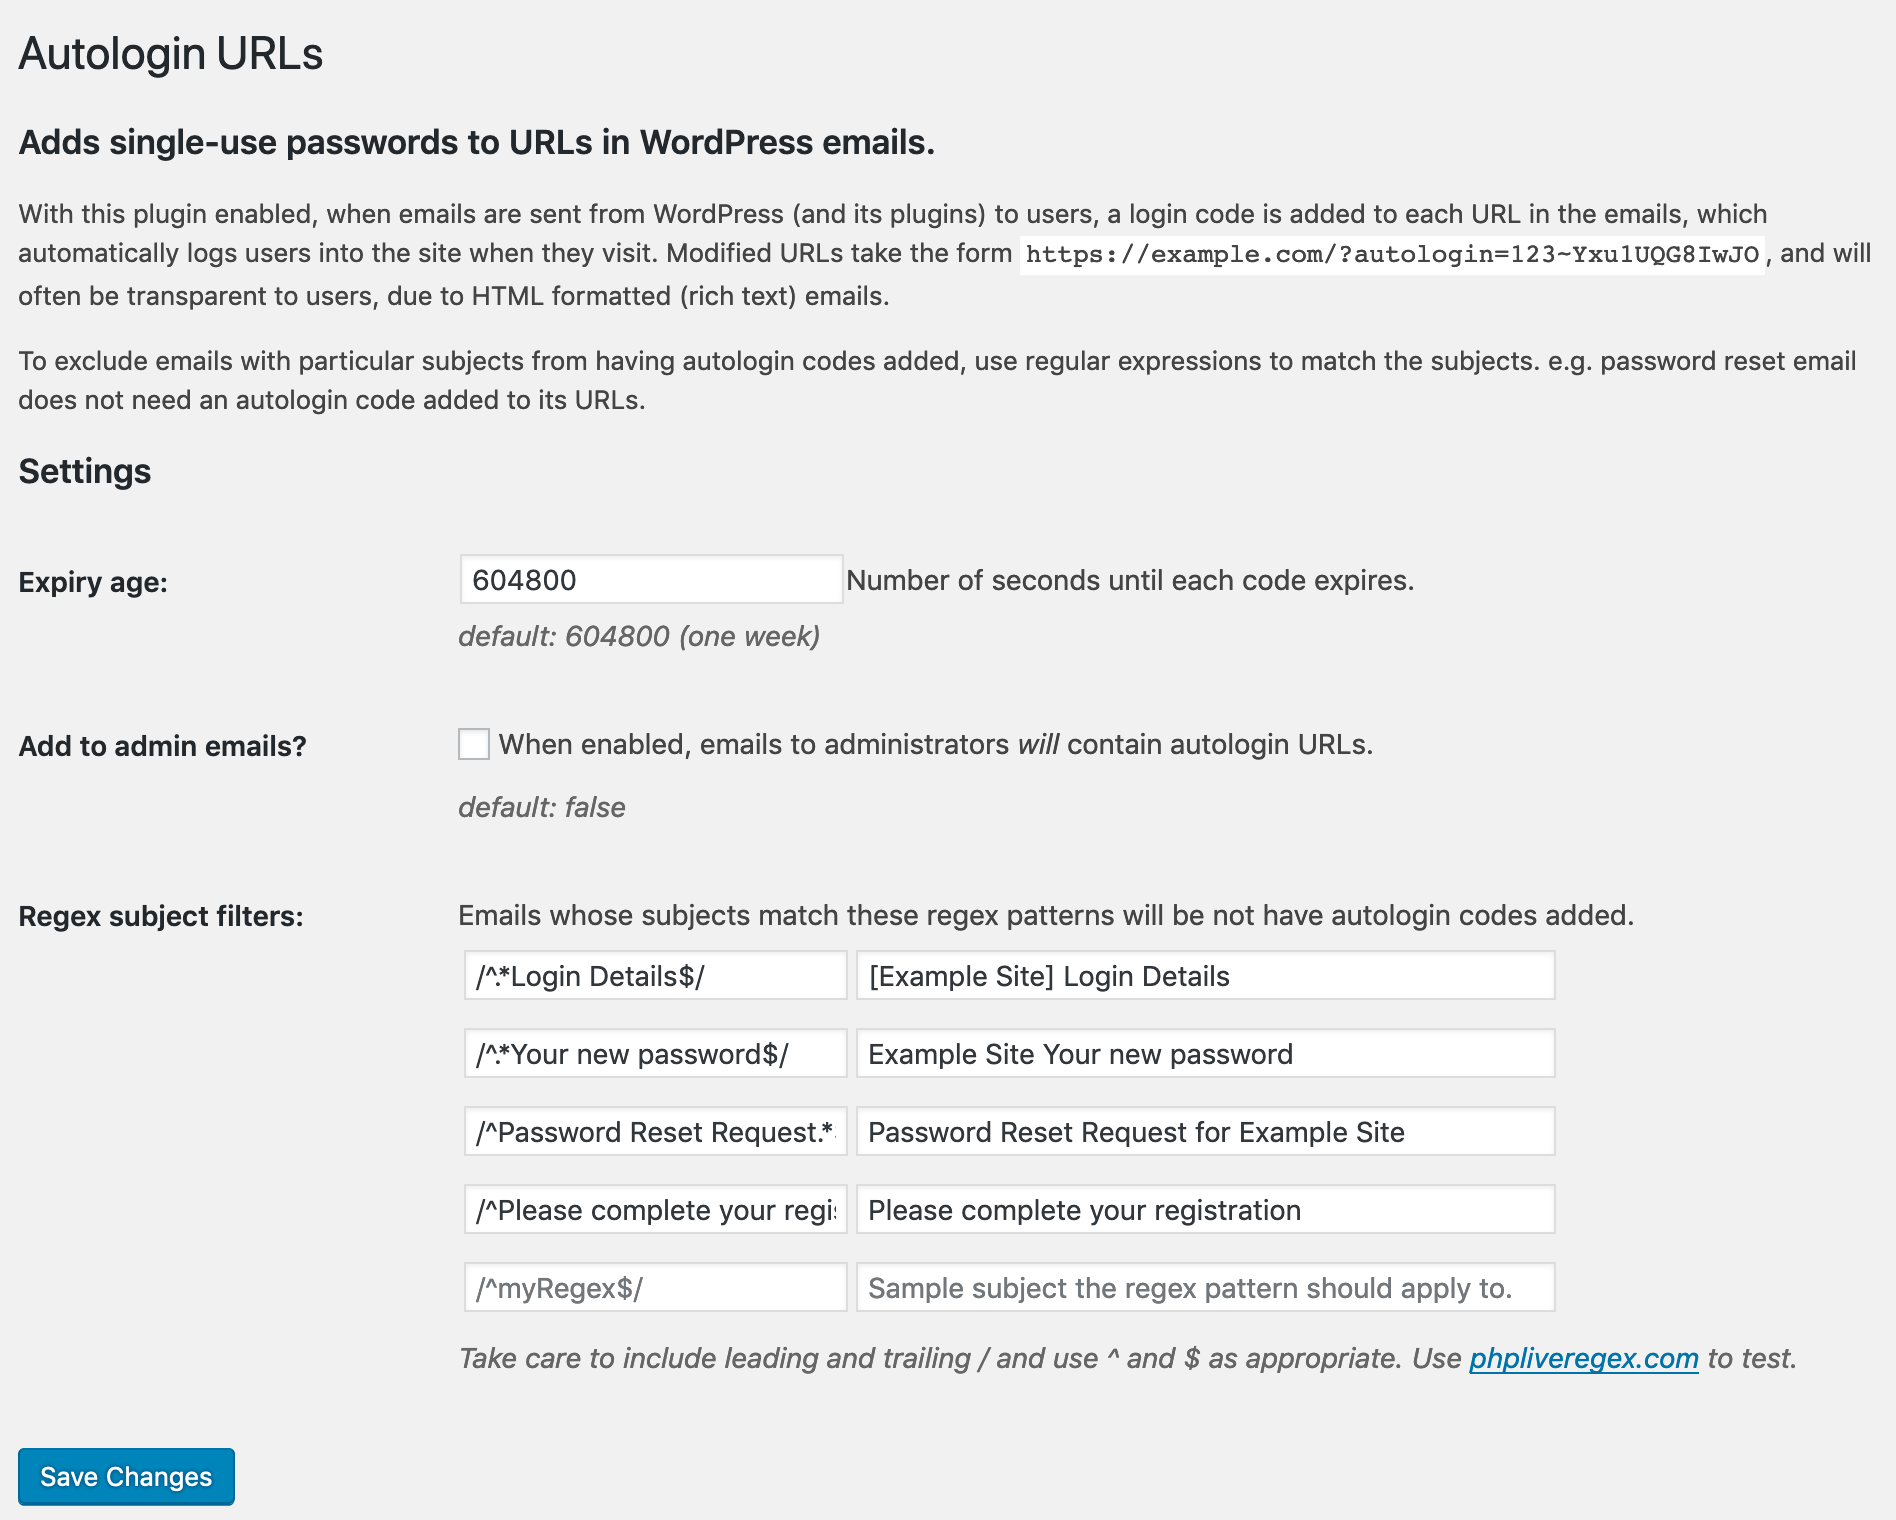 Autologin URLs
Adds single-use passwords to URLs in WordPress emails.
With this plugin enabled, when emails are sent from WordPress (and its plugins) to users, a login code is added to each URL in the emails, which
automatically logs users into the site when they visit. Modified URLs take the form https://example.com/?autologin=123~Yxu1UQG8IwJO, and will
often be transparent to users, due to HTML formatted (rich text) emails.
To exclude emails with particular subjects from having autologin codes added, use regular expressions to match the subjects. e.g. password reset email
does not need an autologin code added to its URLs.
Settings
Expiry age: 604800 Number of seconds until each code expires.
default: 604800 (one week)
Add to admin emails? When enabled, emails to administrators will contain autologin URLs.
default: false
Regex subject filters: Emails whose subjects match these regex patterns will be not have autologin codes added.
/^.*Login Details$/ [Example Site] Login Details
/^.*Your new password$/ Example Site Your new password
/^Password Reset Request.* Password Reset Request for Example Site
/^Please complete your regi Please complete your registration
/^myRegex$/ Sample subject the regex pattern should apply to.
Take care to include leading and trailing / and use ^ and $ as appropriate. Use phpliveregex.com to test.
Save Changes